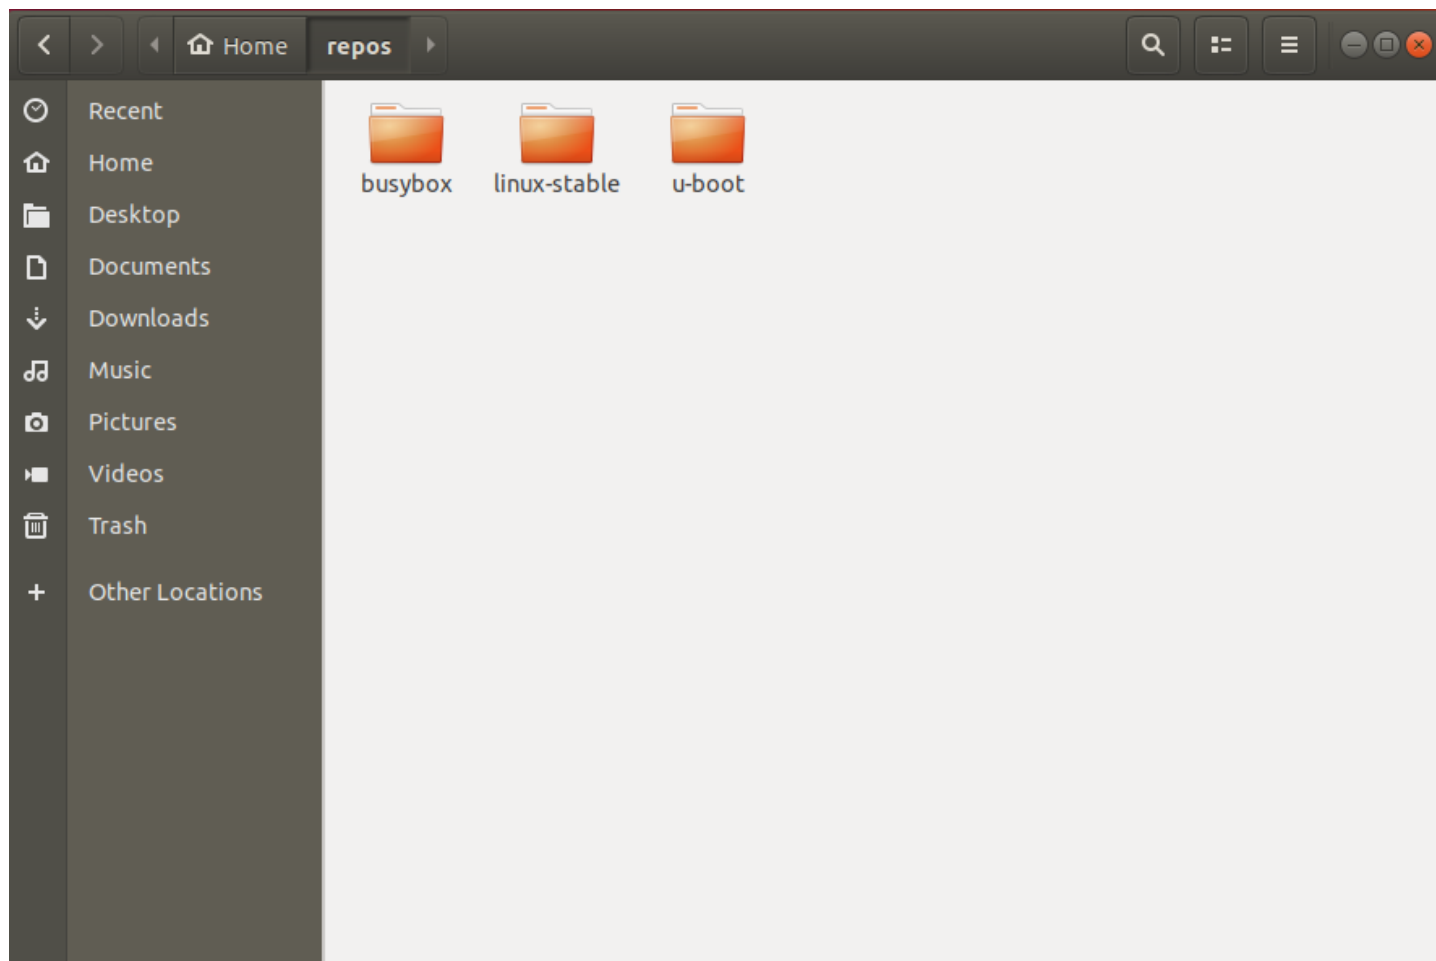 Home repos
Recent
Home
Desktop
Documents
Downloads
Music
Pictures
Videos
Trash
Other Locations
busybox linux-stable u-boot